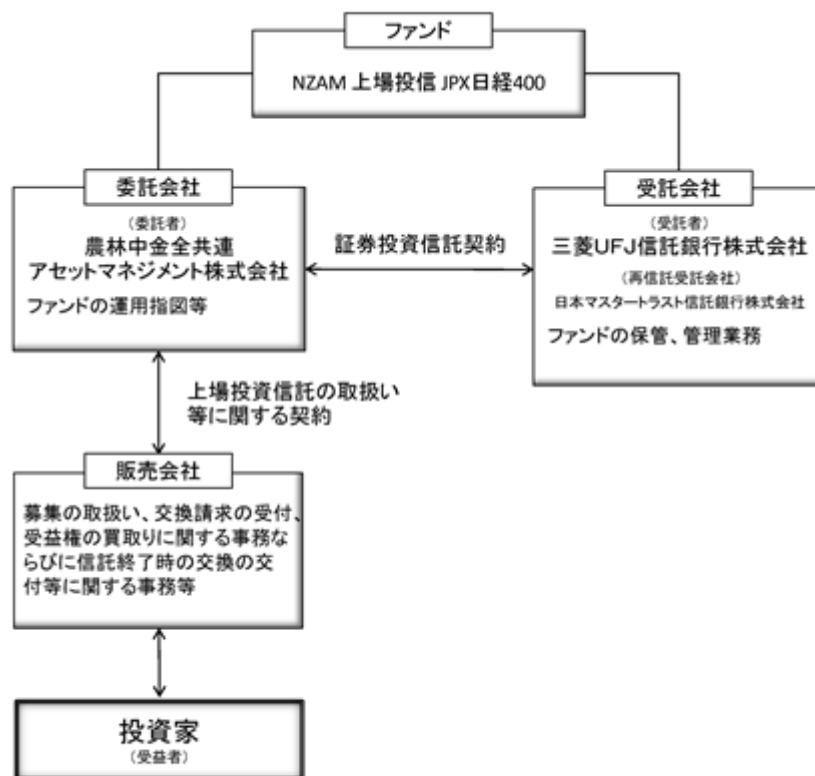 ファンド
NZAM 上場投信 JPX日経400
委託会社
（委託者）
農林中金全共連
アセットマネジメント株式会社
ファンドの運用指図等
証券投資信託契約
受託会社
（受託者）
三菱UFJ信託銀行株式会社
（再信託受託会社）
日本マスタートラスト信託銀行株式会社
ファンドの保管、管理業務
上場投資信託の取扱い
等に関する契約
販売会社
募集の取扱い、交換請求の受付、
受益権の買取りに関する事務な
らびに信託終了時の交換の交
付等に関する事務等
投資家
（受益者）